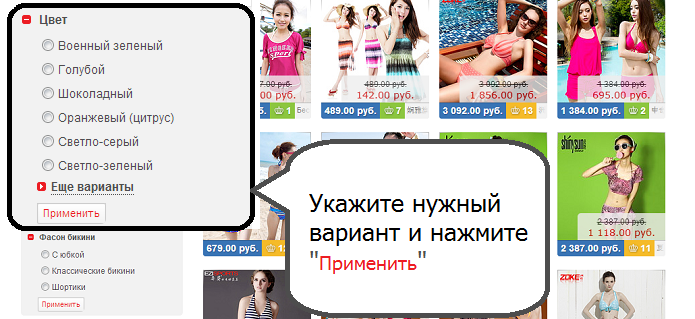 Цвет
Военный зеленый
Голубой
Шоколадный
Оранжевый (цитрус)
Светло-серый
Светло-зеленый
Еще варианты
Применить
Фасон бикини
С юбкой
Классические бикини
Шортики
Применить
489.00 руб.
3 092.00 руб.
1 384.00 руб.
142.00 руб.
1 856.00 руб.
695.00 руб.
1
489.00 руб. 7
3 092.00 руб. 13
1 384.00 руб. 2
Укажите нужный
вариант и нажмите
"Применить"
679.00 руб.
2 387.00 руб.
1 118.00 руб.
2 387.00 руб. 11
ZOKE